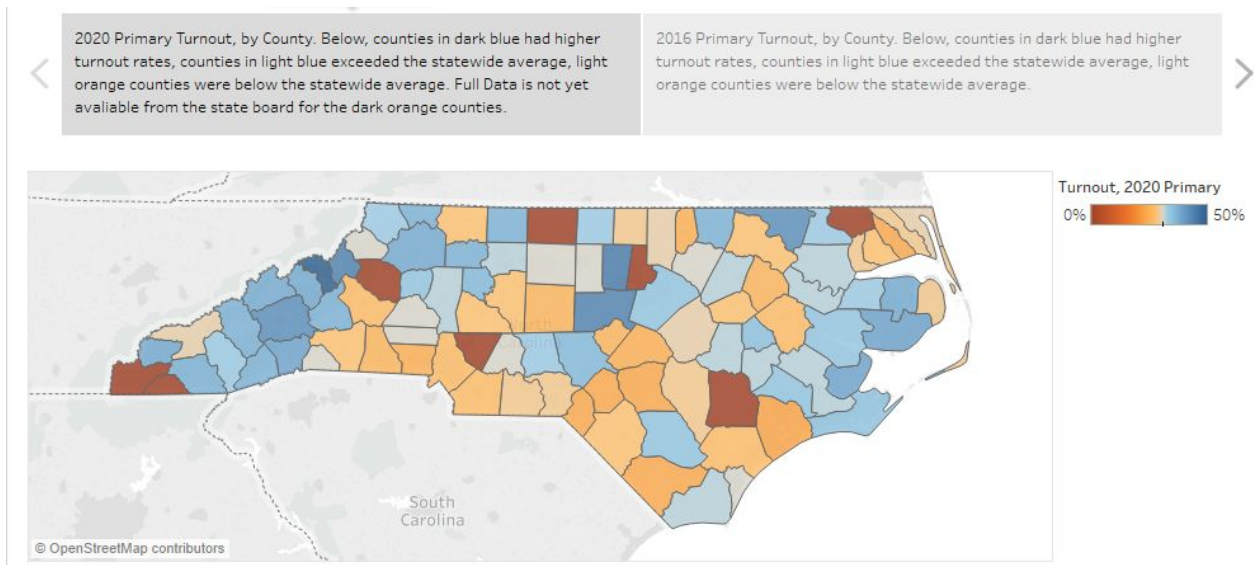 2020 Primary Turnout, by County. Below, counties in dark blue had higher
turnout rates, counties in light blue exceeded the statewide average, light
orange counties were below the statewide average. Full Data is not yet
avaliable from the state board for the dark orange counties.
2016 Primary Turnout, by County. Below, counties in dark blue had higher
turnout rates, counties in light blue exceeded the statewide average, light
orange counties were below the statewide average.
Turnout, 2020 Primary
0% 50%
North
Carolina
South
Carolina
© OpenStreetMap contributors